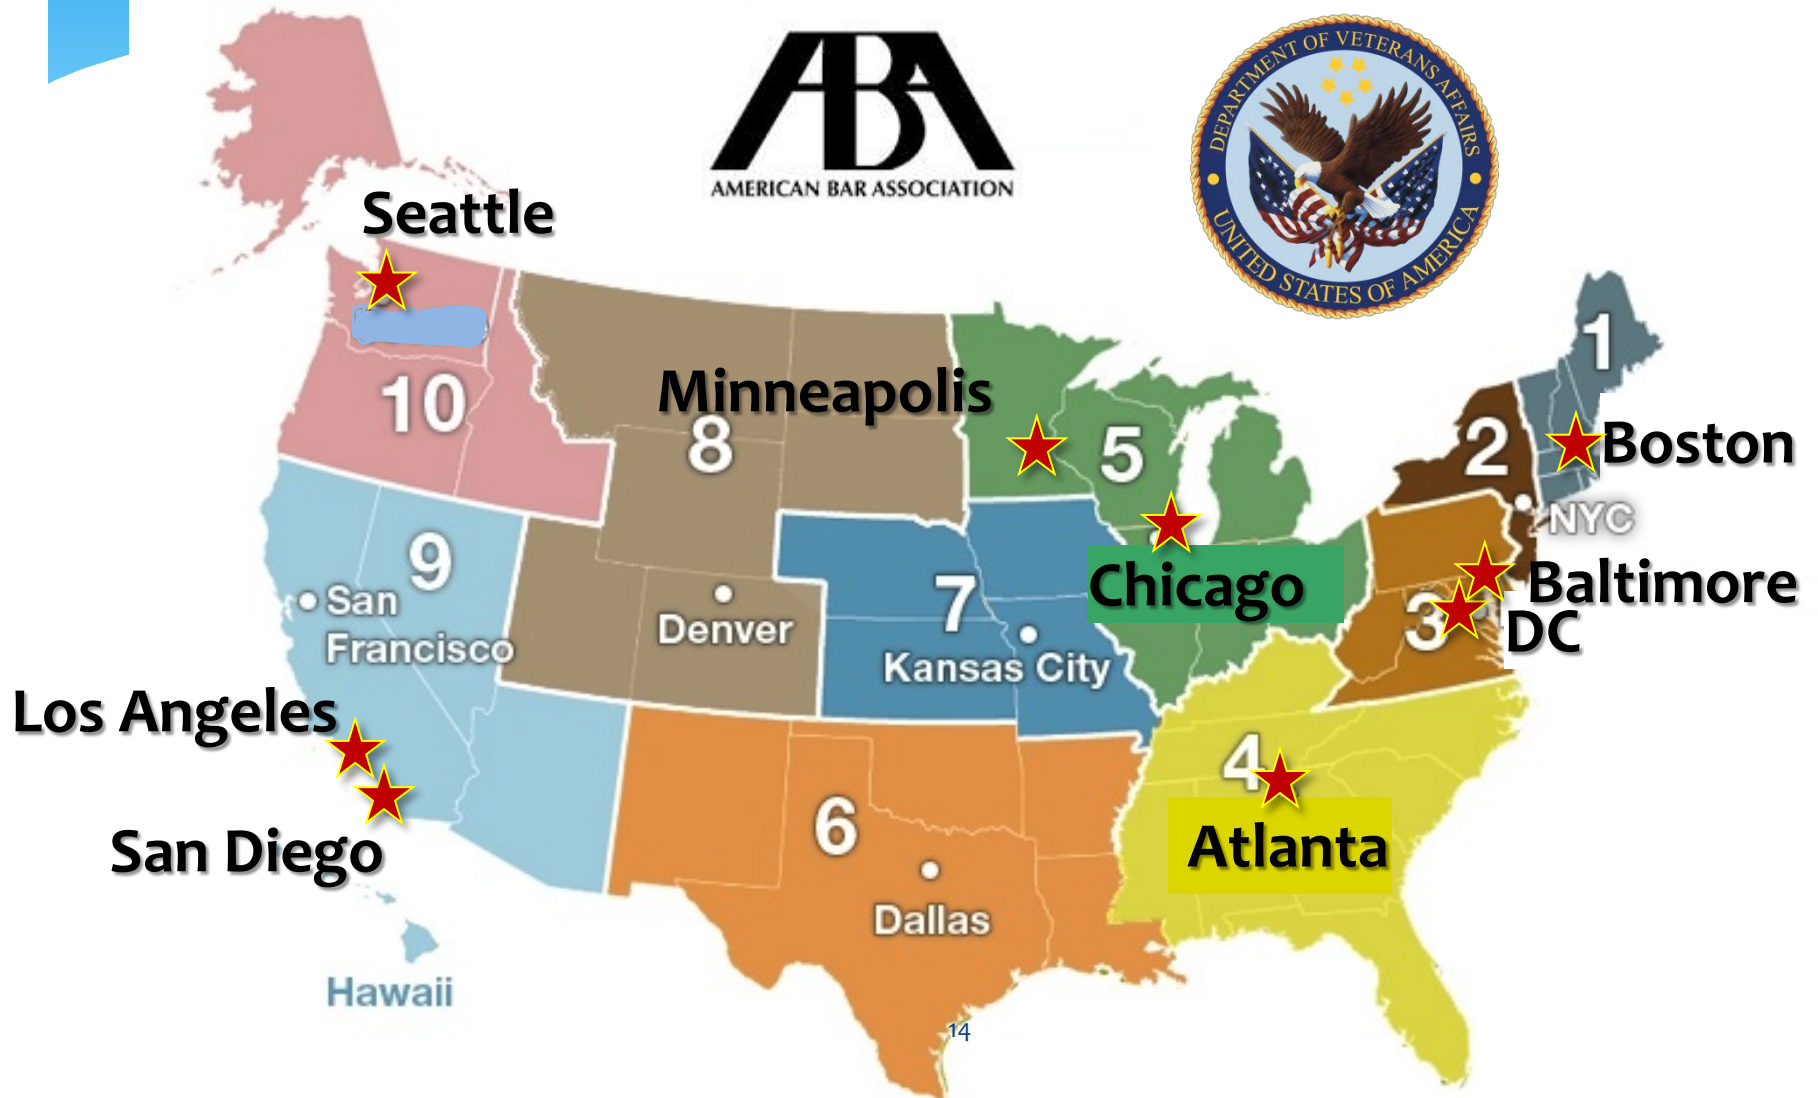 ABA
AMERICAN BAR ASSOCIATION
DEPARTMENT OF VETERANS AFFAIRS
UNITED STATES OF AMERICA
Seattle
10
Minneapolis
8
5
1
2
Boston
NYC
9
San
Francisco
Denver
7
Kansas City
Chicago
Baltimore
3
DC
Los Angeles
San Diego
6
Dallas
4
Atlanta
Hawaii
14